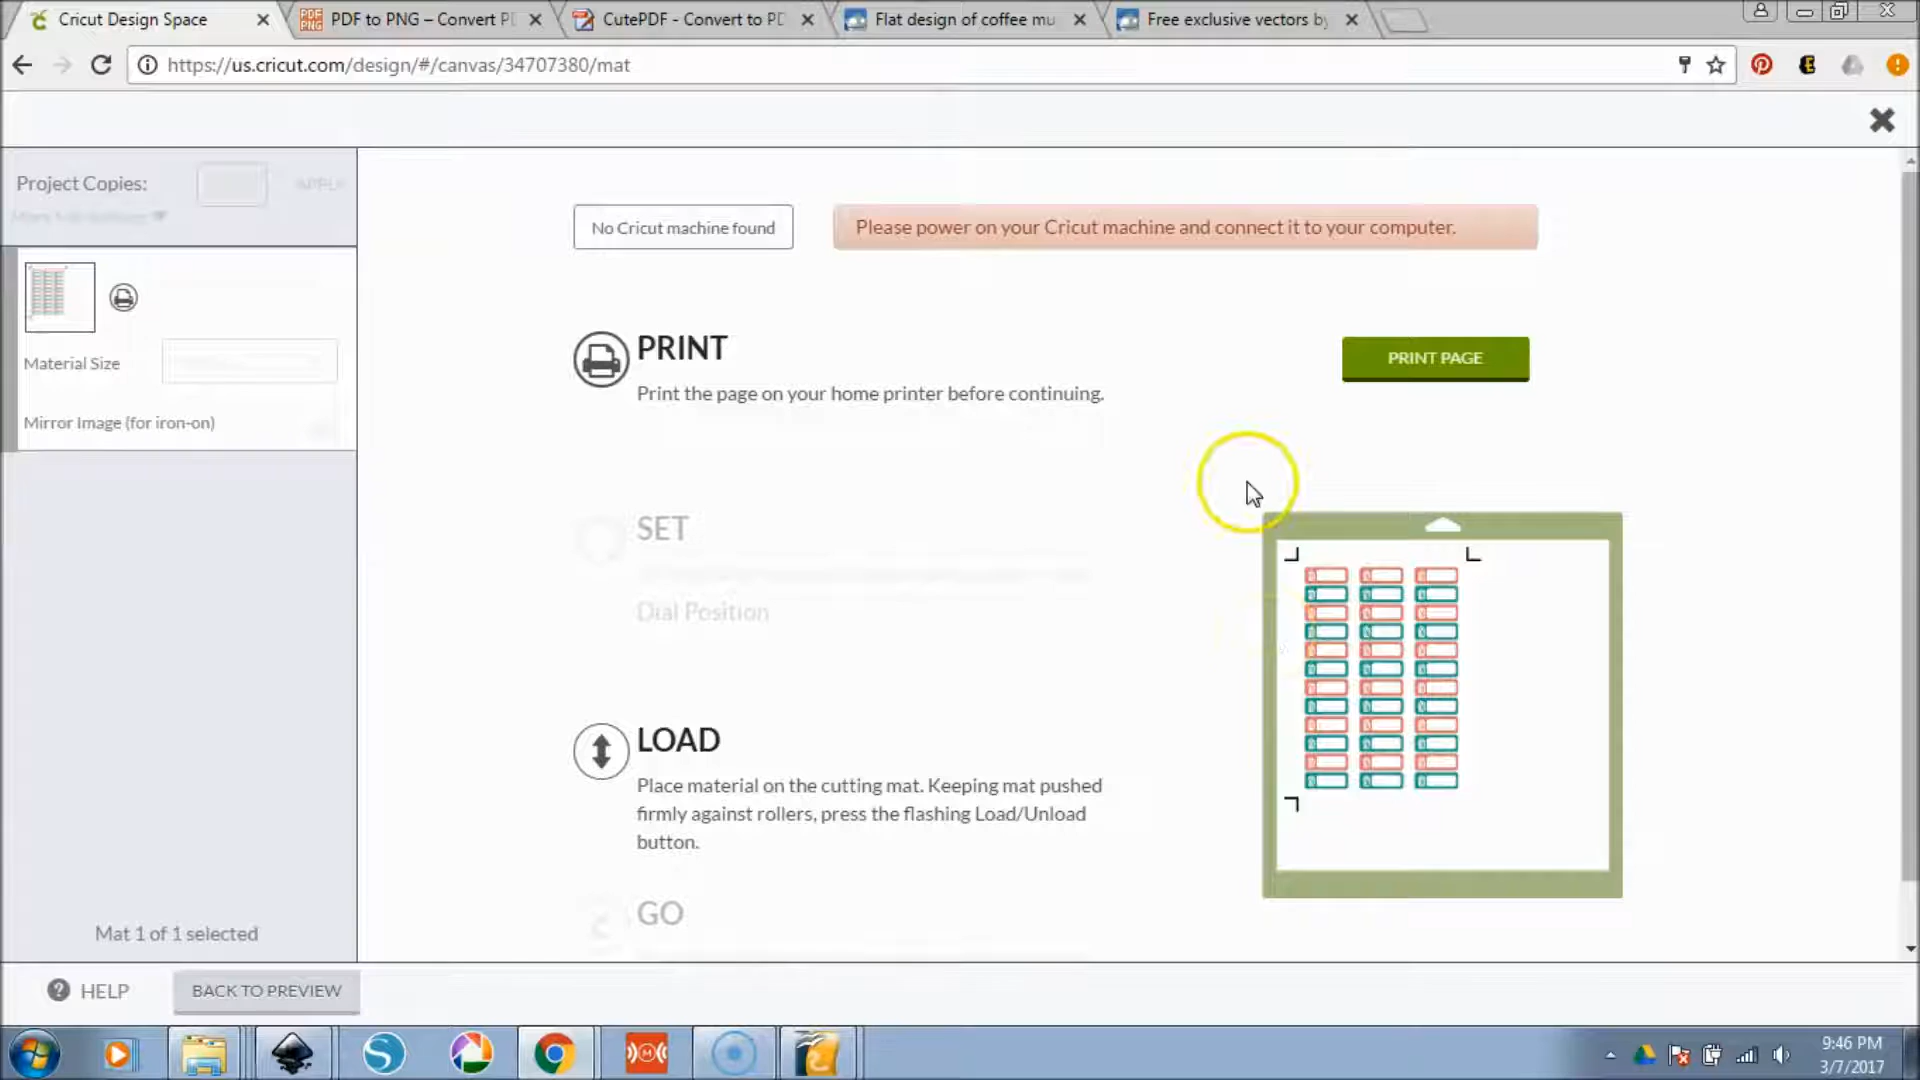 Cricut Design Space
PDF to PNG – Convert P
CutePDF - Convert to PD
Flat design of coffee mu
Free exclusive vectors by
https://us.cricut.com/design/#/canvas/34707380/mat
Project Copies:
APPLY
No Cricut machine found
Please power on your Cricut machine and connect it to your computer.
PRINT
PRINT PAGE
Print the page on your home printer before continuing.
Material Size
Mirror Image (for iron-on)
SET
Dial Position
LOAD
Place material on the cutting mat. Keeping mat pushed
firmly against rollers, press the flashing Load/Unload
button.
GO
Mat 1 of 1 selected
HELP
BACK TO PREVIEW
9:46 PM
3/7/2017